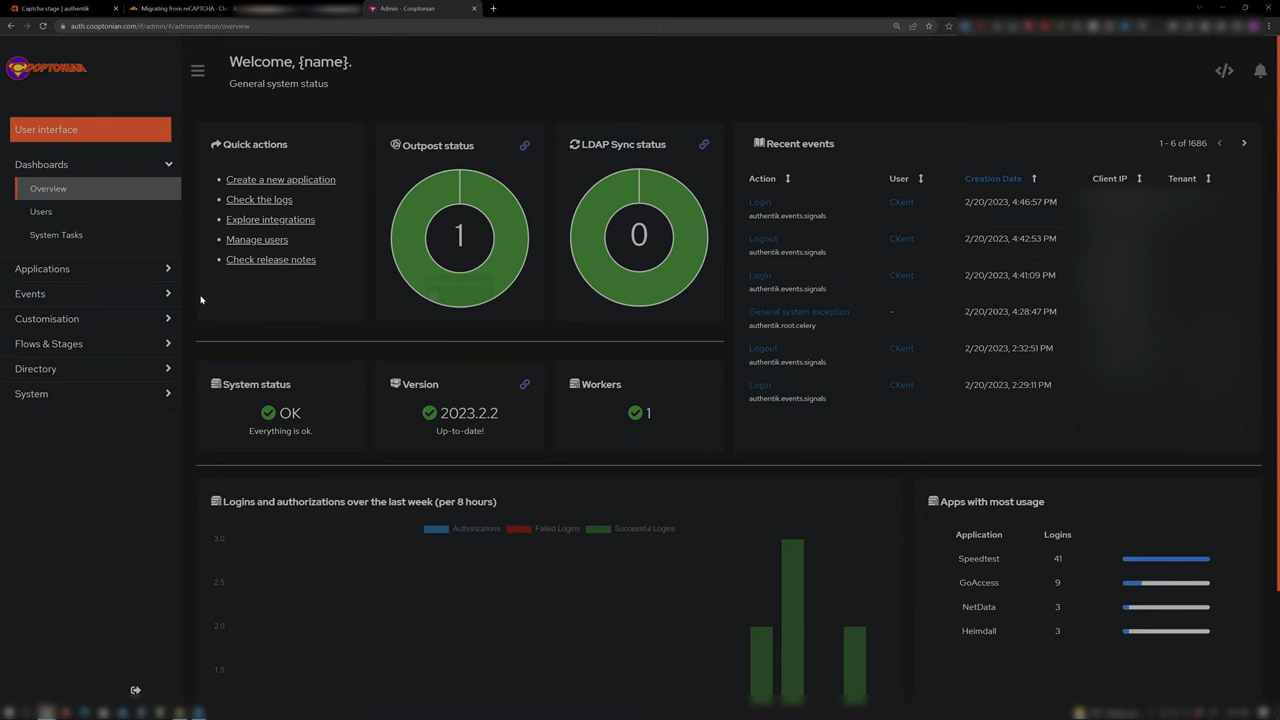 Captcha stage | authentik
Migrating from reCAPTCHA - Clo
Admin - Cooptonian
auth.cooptonian.com/if/admin/#/administration/overview
COOPTONIAN
Welcome, {name}.
General system status
User interface
Dashboards
Overview
Users
System Tasks
Applications
Events
Customisation
Flows & Stages
Directory
System
Quick actions
Create a new application
Check the logs
Explore integrations
Manage users
Check release notes
Outpost status
1
LDAP Sync status
0
Recent events
1 - 6 of 1686
Action User Creation Date Client IP Tenant
Login CKent 2/20/2023, 4:46:57 PM
authentik.events.signals
Logout CKent 2/20/2023, 4:42:53 PM
authentik.events.signals
Login CKent 2/20/2023, 4:41:09 PM
authentik.events.signals
General system exception - 2/20/2023, 4:28:47 PM
authentik.root.celery
Logout CKent 2/20/2023, 2:32:51 PM
authentik.events.signals
Login CKent 2/20/2023, 2:29:11 PM
authentik.events.signals
System status
OK
Everything is ok.
Version
2023.2.2
Up-to-date!
Workers
1
Logins and authorizations over the last week (per 8 hours)
Authorizations Failed Logins Successful Logins
3.0
2.5
2.0
1.5
Apps with most usage
Application Logins
Speedtest 41
GoAccess 9
NetData 3
Heimdall 3